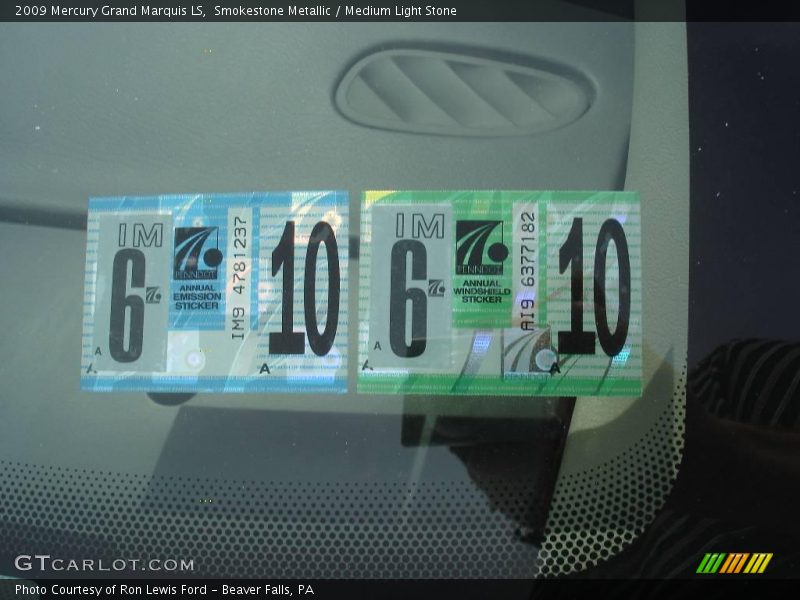 2009 Mercury Grand Marquis LS,  Smokestone Metallic / Medium Light Stone
IM
6
A
PENNDOT
ANNUAL
EMISSION
STICKER
IM9 4781237
10
A
IM
6
A
PENNDOT
ANNUAL
WINDSHIELD
STICKER
AI9 6377182
10
A
GTCARLOT.COM
Photo Courtesy of Ron Lewis Ford - Beaver Falls, PA